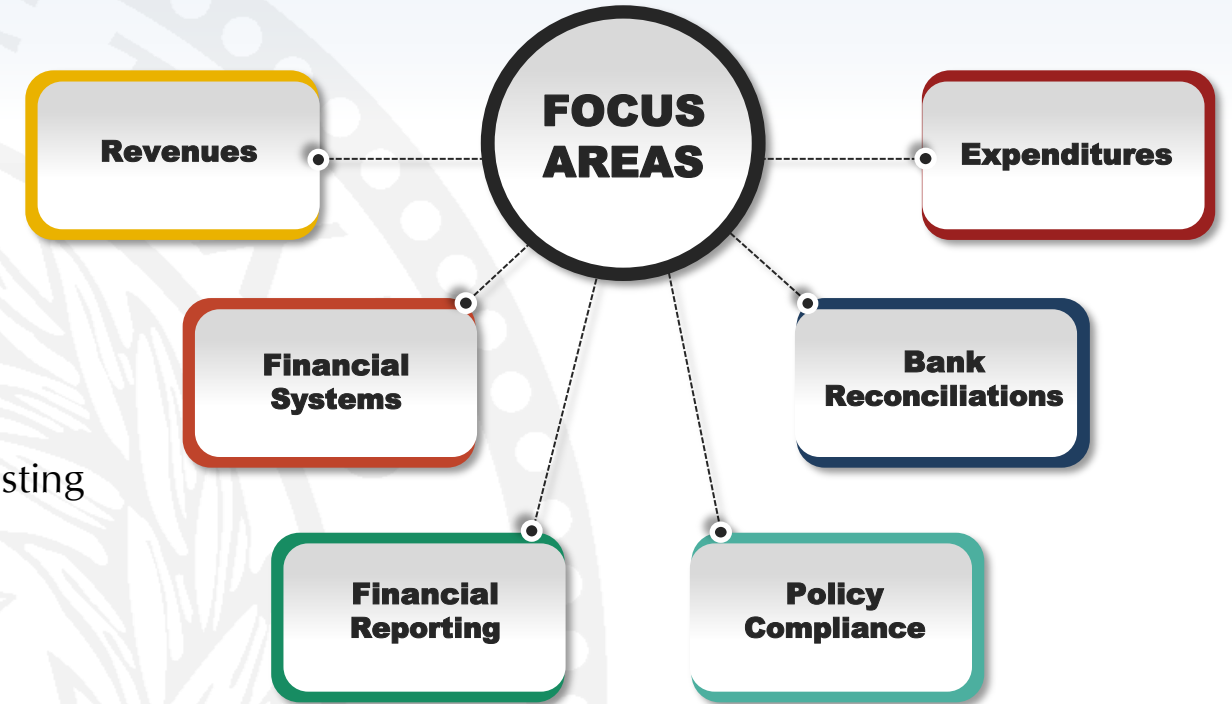 FOCUS
AREAS
Revenues
Expenditures
Financial
Systems
Bank
Reconciliations
sting
Financial
Reporting
Policy
Compliance